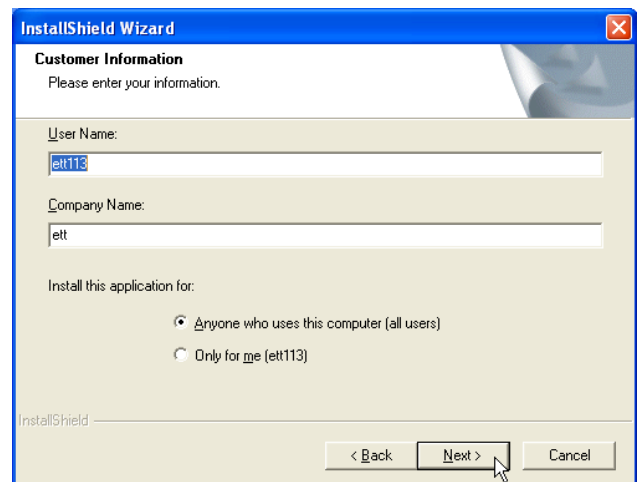 InstallShield Wizard
Customer Information
Please enter your information.
User Name:
ett113
Company Name:
ett
Install this application for:
Anyone who uses this computer (all users)
Only for me (ett113)
InstallShield
< Back Next > Cancel